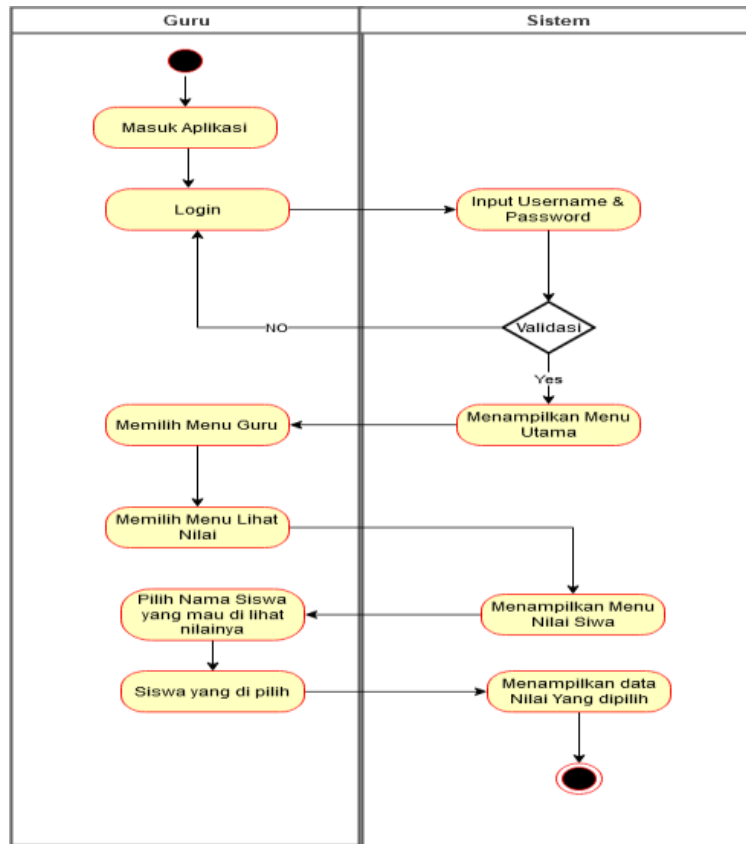 Guru
Sistem
Masuk Aplikasi
Login
Input Username &
Password
Validasi
NO
Yes
Menampilkan Menu
Utama
Memilih Menu Guru
Memilih Menu Lihat
Nilai
Menampilkan Menu
Nilai Siwa
Pilih Nama Siswa
yang mau di lihat
nilainya
Siswa yang di pilih
Menampilkan data
Nilai Yang dipilih